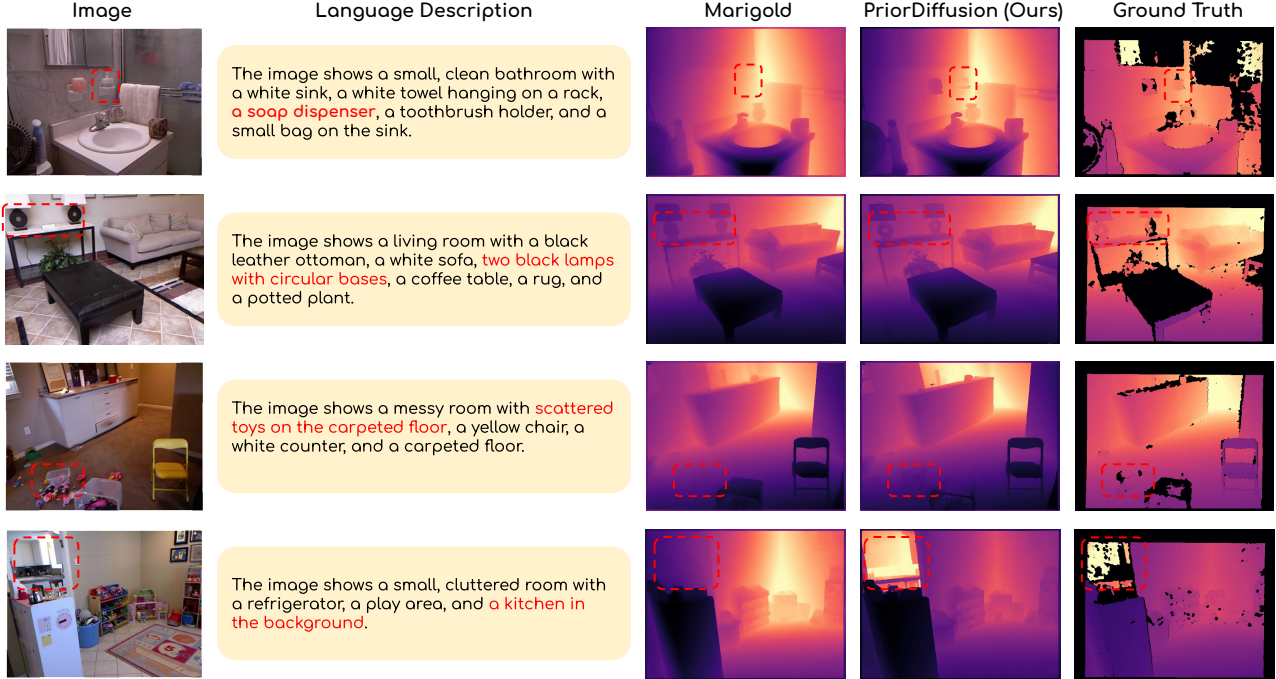 Image
Language Description
Marigold
PriorDiffusion (Ours)
Ground Truth
The image shows a small, clean bathroom with
a white sink, a white towel hanging on a rack,
a soap dispenser, a toothbrush holder, and a
small bag on the sink.
The image shows a living room with a black
leather ottoman, a white sofa, two black lamps
with circular bases, a coffee table, a rug, and
a potted plant.
The image shows a messy room with scattered
toys on the carpeted floor, a yellow chair, a
white counter, and a carpeted floor.
The image shows a small, cluttered room with
a refrigerator, a play area, and a kitchen in
the background.